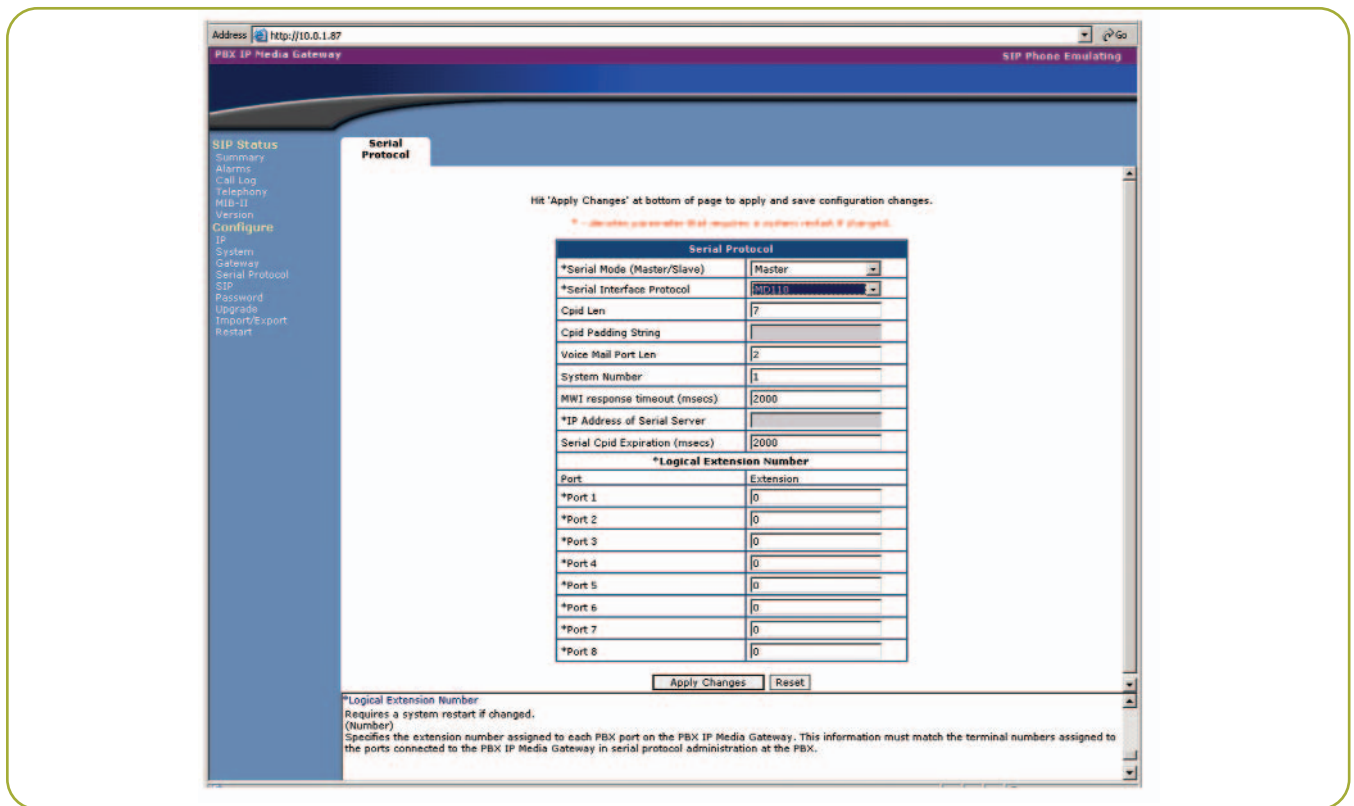 Address http://10.0.1.87 Go
PBX IP Media Gateway SIP Phone Emulating
SIP Status
Summary
Alarms
Call Log
Telephony
MIB-II
Version
Configure
IP
System
Gateway
Serial Protocol
SIP
Password
Upgrade
Import/Export
Restart
Serial
Protocol
Hit 'Apply Changes' at bottom of page to apply and save configuration changes.
* - denotes parameter that requires a system restart if changed.
Serial Protocol
*Serial Mode (Master/Slave) Master
*Serial Interface Protocol MD110
Cpid Len 7
Cpid Padding String
Voice Mail Port Len 2
System Number 1
MWI response timeout (msecs) 2000
*IP Address of Serial Server
Serial Cpid Expiration (msecs) 2000
*Logical Extension Number
Port Extension
*Port 1 0
*Port 2 0
*Port 3 0
*Port 4 0
*Port 5 0
*Port 6 0
*Port 7 0
*Port 8 0
Apply Changes Reset
*Logical Extension Number
Requires a system restart if changed.
(Number)
Specifies the extension number assigned to each PBX port on the PBX IP Media Gateway. This information must match the terminal numbers assigned to
the ports connected to the PBX IP Media Gateway in serial protocol administration at the PBX.